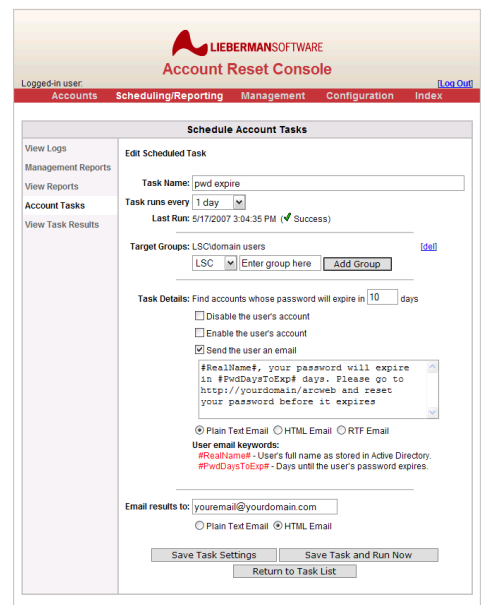 LIEBERMANSOFTWARE
Account Reset Console
Logged-in user:
[Log Out]
Accounts Scheduling/Reporting Management Configuration Index
Schedule Account Tasks
View Logs
Management Reports
View Reports
Account Tasks
View Task Results
Edit Scheduled Task
Task Name: pwd expire
Task runs every 1 day
Last Run: 5/17/2007 3:04:35 PM (✔ Success)
Target Groups: LSC\domain users [del]
LSC Enter group here Add Group
Task Details: Find accounts whose password will expire in 10 days
Disable the user's account
Enable the user's account
Send the user an email
#RealName#, your password will expire
in #PwdDaysToExp# days. Please go to
http://yourdomain/arcweb and reset
your password before it expires
Plain Text Email HTML Email RTF Email
User email keywords:
#RealName# - User's full name as stored in Active Directory.
#PwdDaysToExp# - Days until the user's password expires.
Email results to: youremail@yourdomain.com
Plain Text Email HTML Email
Save Task Settings Save Task and Run Now
Return to Task List